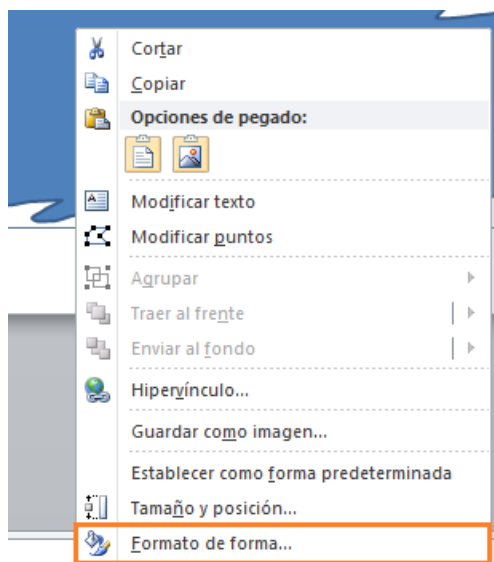 Cortar
Copiar
Opciones de pegado:
Modificar texto
Modificar puntos
Agrupar
Traer al frente
Enviar al fondo
Hipervínculo...
Guardar como imagen...
Establecer como forma predeterminada
Tamaño y posición...
Formato de forma...